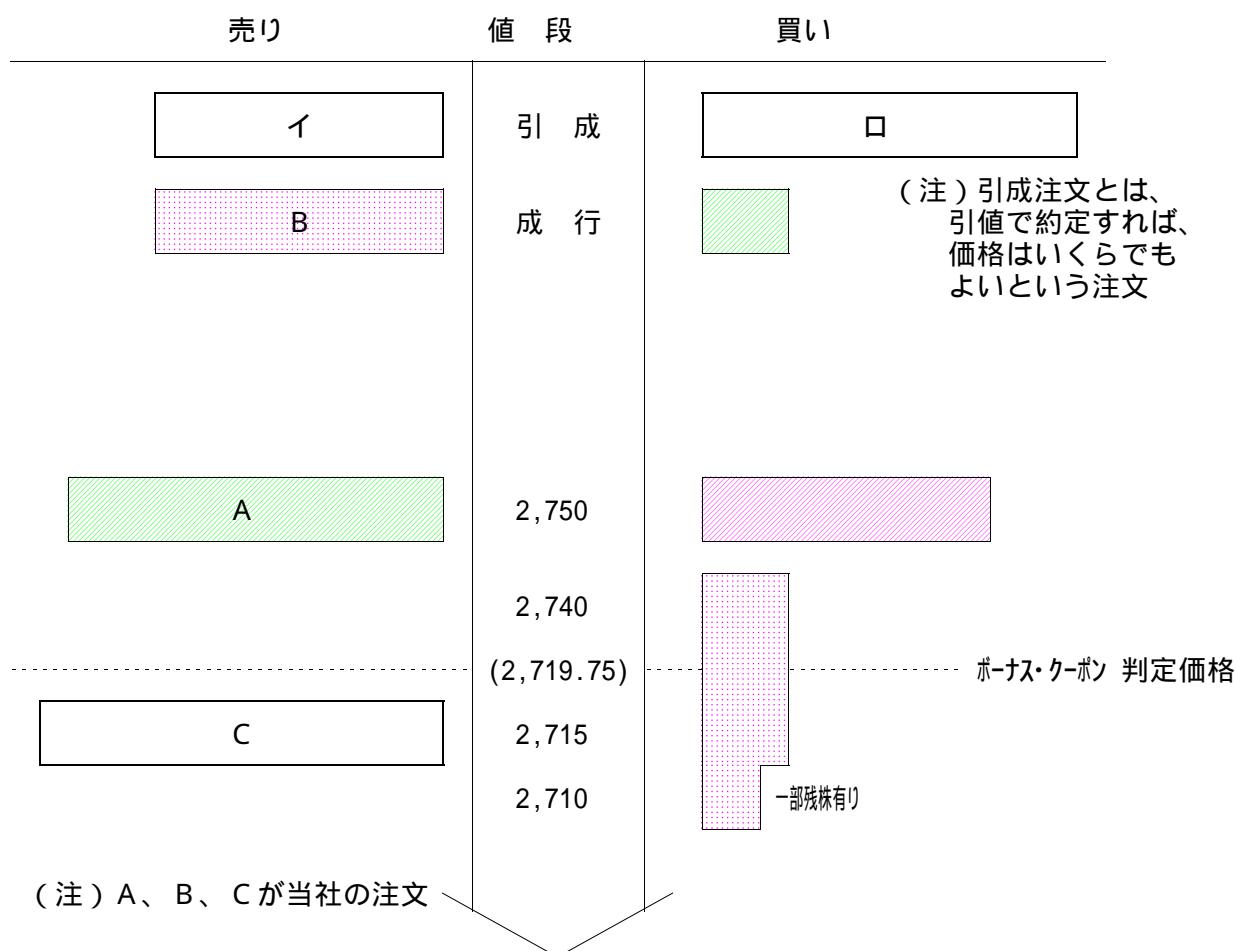 売り 値 段 買い
イ 引 成 ロ
B 成 行
(注)引成注文とは、
引値で約定すれば、
価格はいくらでも
よいという注文
A 2,750
2,740
(2,719.75) ボーナス・クーポン 判定価格
C 2,715
2,710 一部残株有り
(注)A、B、Cが当社の注文